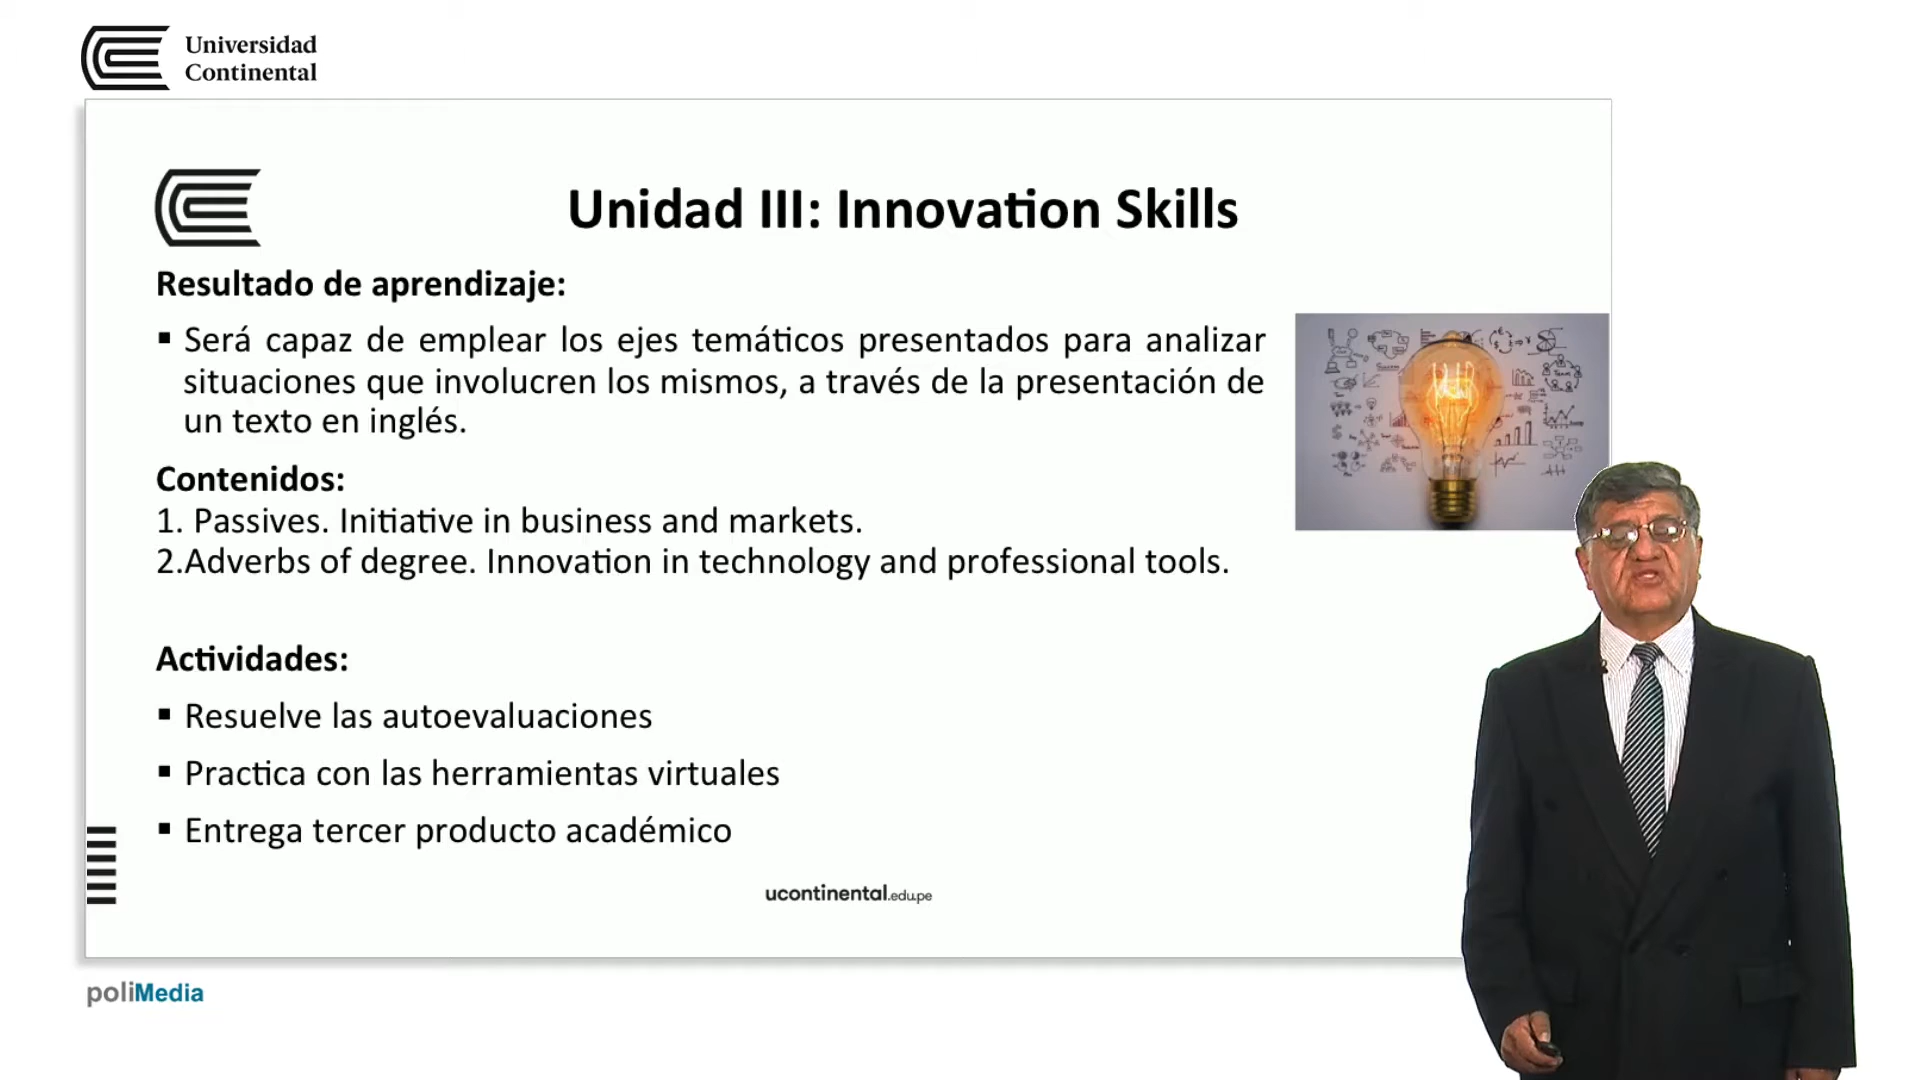 Universidad
Continental
Unidad III: Innovation Skills
Resultado de aprendizaje:
▪ Será capaz de emplear los ejes temáticos presentados para analizar
situaciones que involucren los mismos, a través de la presentación de
un texto en inglés.
Contenidos:
1. Passives. Initiative in business and markets.
2.Adverbs of degree. Innovation in technology and professional tools.
Actividades:
▪ Resuelve las autoevaluaciones
▪ Practica con las herramientas virtuales
▪ Entrega tercer producto académico
ucontinental.edu.pe
poliMedia